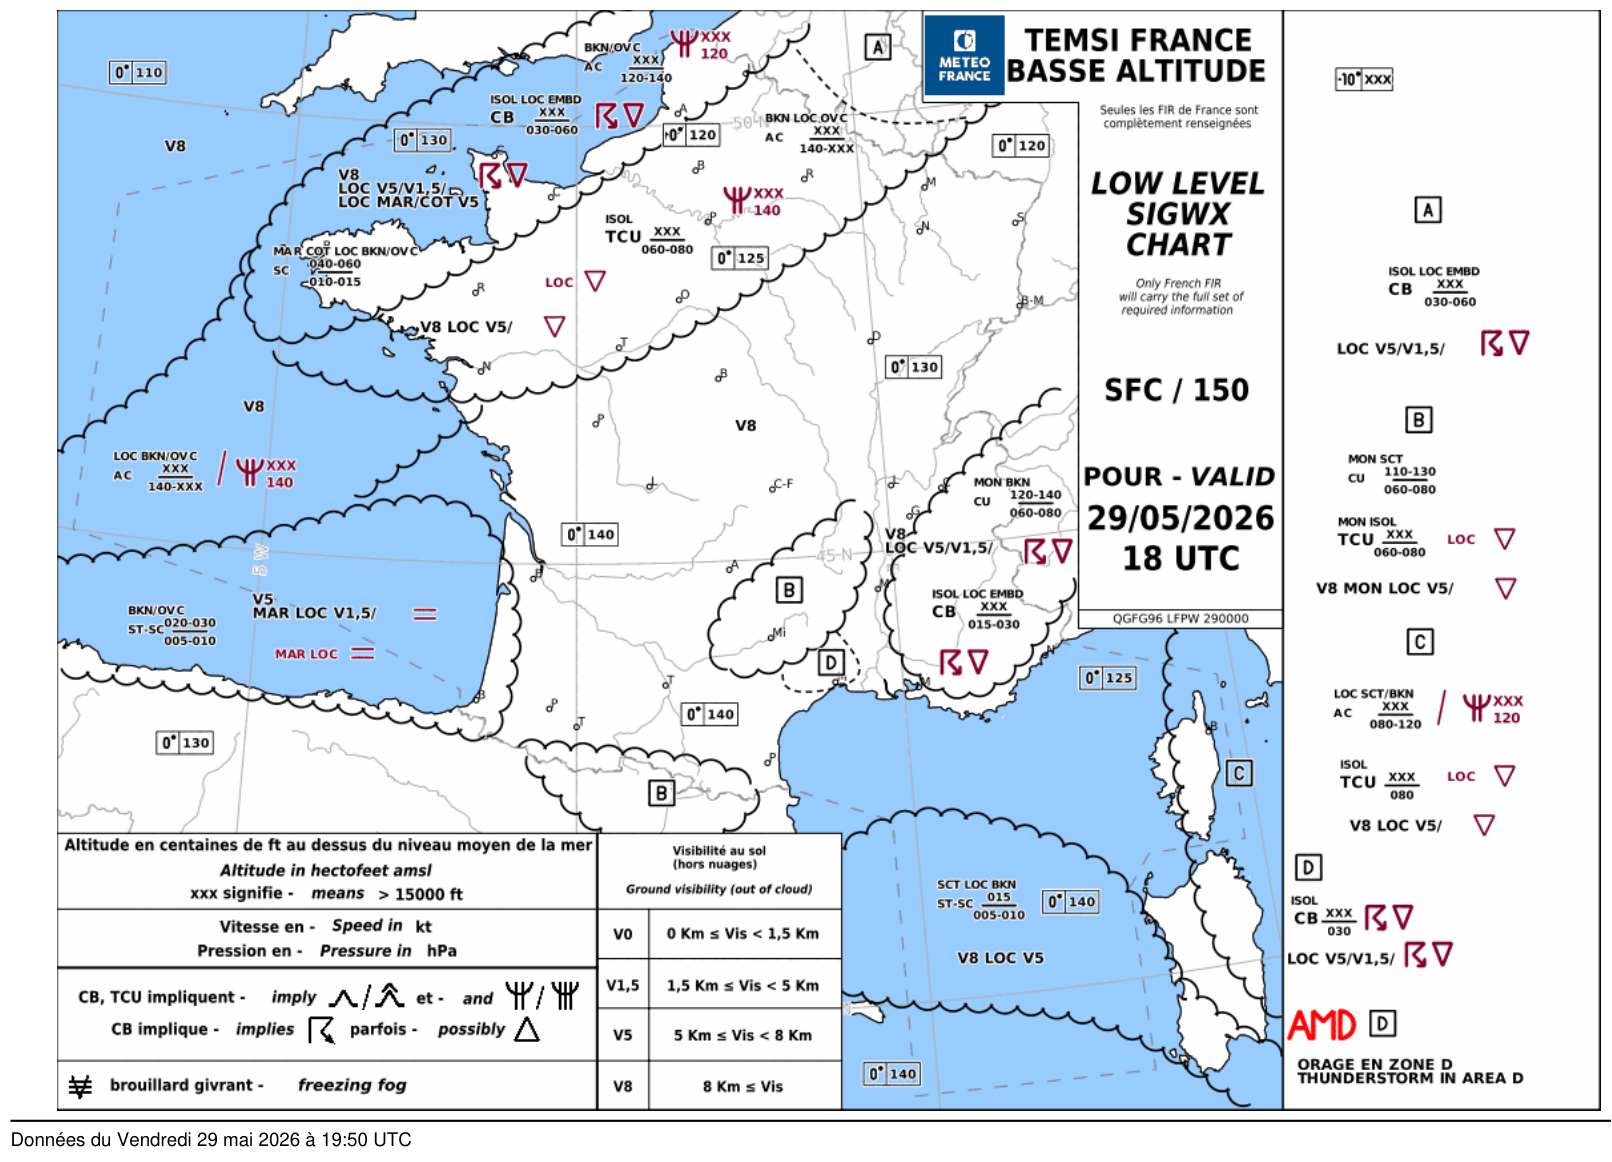 0° 110
BKN/OVC
AC XXX
120-140
XXX
120
A
METEO
FRANCE
TEMSI FRANCE
BASSE ALTITUDE
Seules les FIR de France sont
complètement renseignées
LOW LEVEL
SIGWX
CHART
Only French FIR
will carry the full set of
required information
SFC / 150
POUR - VALID
29/05/2026
18 UTC
QGFG96 LFPW 290000
ISOL LOC EMBD
CB XXX
030-060
V8
0° 130
0° 120
50°N
BKN LOC OVC
AC XXX
140-XXX
0° 120
V8
LOC V5/V1,5/
LOC MAR/COT V5
XXX
140
ISOL
TCU XXX
060-080
MAR COT LOC BKN/OVC
SC 040-060
010-015
0° 125
LOC
V8 LOC V5/
0° 130
V8
V8
LOC BKN/OVC
AC XXX
140-XXX
XXX
140
MON BKN
CU 120-140
060-080
0° 140
V8
LOC V5/V1,5/
45°N
5°W
B
ISOL LOC EMBD
CB XXX
015-030
V5
MAR LOC V1,5/
BKN/OVC
ST-SC 020-030
005-010
MAR LOC
D
0° 125
0° 140
0° 130
B
C
SCT LOC BKN
ST-SC 015
005-010
0° 140
V8 LOC V5
0° 140
A
A
B
R
M
C
P
N
S
R
O
B-M
T
D
N
B
P
L
C-F
L
G
A
B
M
Mi
N
M
T
B
P
T
P
B
Altitude en centaines de ft au dessus du niveau moyen de la mer
Altitude in hectofeet amsl
xxx signifie - means > 15000 ft
Vitesse en - Speed in kt
Pression en - Pressure in hPa
CB, TCU impliquent - imply / et - and /
CB implique - implies parfois - possibly
brouillard givrant - freezing fog
Visibilité au sol
(hors nuages)
Ground visibility (out of cloud)
V0 0 Km ≤ Vis < 1,5 Km
V1,5 1,5 Km ≤ Vis < 5 Km
V5 5 Km ≤ Vis < 8 Km
V8 8 Km ≤ Vis
-10° XXX
A
ISOL LOC EMBD
CB XXX
030-060
LOC V5/V1,5/
B
MON SCT
CU 110-130
060-080
MON ISOL
TCU XXX LOC
060-080
V8 MON LOC V5/
C
LOC SCT/BKN
AC XXX / XXX
080-120 120
ISOL
TCU XXX LOC
080
V8 LOC V5/
D
ISOL
CB XXX
030
LOC V5/V1,5/
AMD D
ORAGE EN ZONE D
THUNDERSTORM IN AREA D
Données du Vendredi 29 mai 2026 à 19:50 UTC